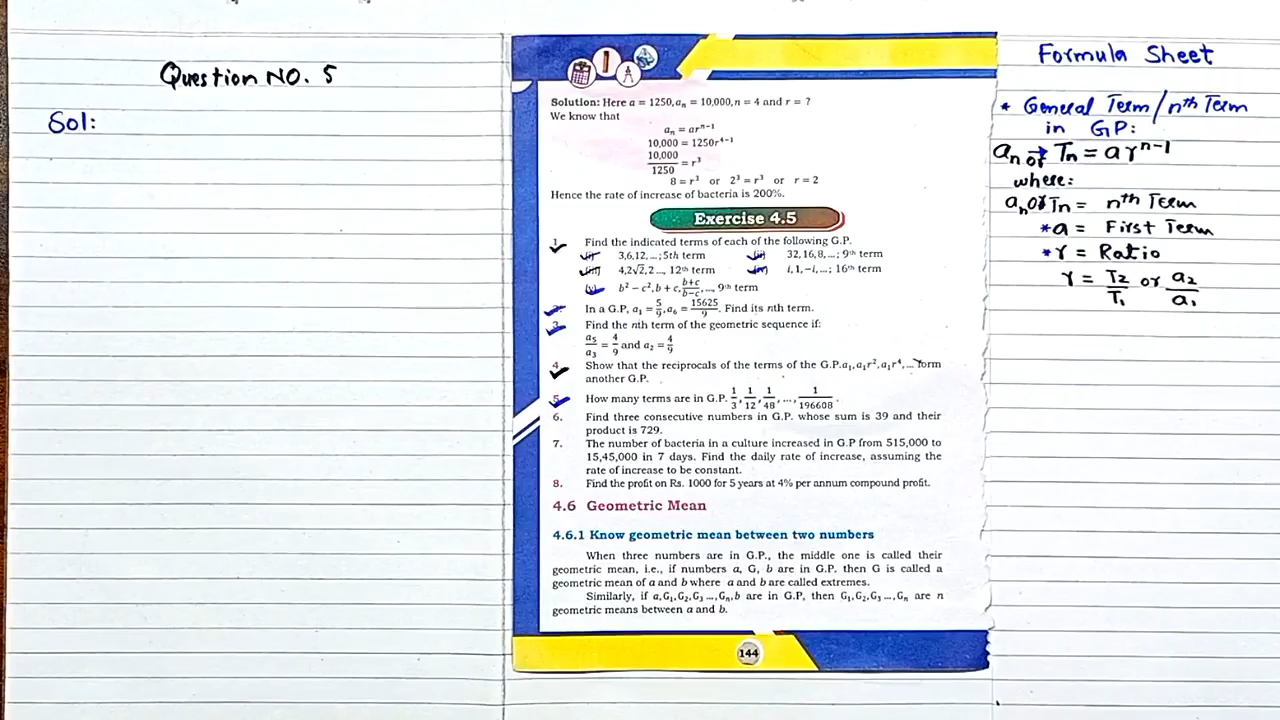 Question NO. 5
Sol:
Solution: Here a = 1250, aₙ = 10,000, n = 4 and r = ?
We know that
aₙ = arⁿ⁻¹
10,000 = 1250r⁴⁻¹
10,000/1250 = r³
8 = r³ or 2³ = r³ or r = 2
Hence the rate of increase of bacteria is 200%.
Exercise 4.5
1. Find the indicated terms of each of the following G.P.
(i) 3,6,12, ...; 5th term (ii) 32, 16, 8, ...; 9th term
(iii) 4, 2√2, 2 ..., 12th term (iv) i, 1, −i, ...; 16th term
(v) b² − c², b + c, b+c/b−c, ..., 9th term
2. In a G.P, a₁ = 5/9, a₆ = 15625/9. Find its nth term.
3. Find the nth term of the geometric sequence if:
a₅/a₃ = 4/9 and a₂ = 4/9
4. Show that the reciprocals of the terms of the G.P. a₁, a₁r², a₁r⁴, ... form
another G.P.
5. How many terms are in G.P. 1/3, 1/12, 1/48, ..., 1/196608.
6. Find three consecutive numbers in G.P. whose sum is 39 and their
product is 729.
7. The number of bacteria in a culture increased in G.P from 515,000 to
15,45,000 in 7 days. Find the daily rate of increase, assuming the
rate of increase to be constant.
8. Find the profit on Rs. 1000 for 5 years at 4% per annum compound profit.
4.6 Geometric Mean
4.6.1 Know geometric mean between two numbers
When three numbers are in G.P., the middle one is called their
geometric mean, i.e., if numbers a, G, b are in G.P. then G is called a
geometric mean of a and b where a and b are called extremes.
Similarly, if a, G₁, G₂, G₃ ..., Gₙ, b are in G.P, then G₁, G₂, G₃ ..., Gₙ are n
geometric means between a and b.
144
Formula Sheet
* General Term/nth Term
in GP:
aₙ or → Tₙ = arⁿ⁻¹
where:
aₙ or Tₙ = nth Term
*a = First Term
*r = Ratio
r = T₂/T₁ or a₂/a₁